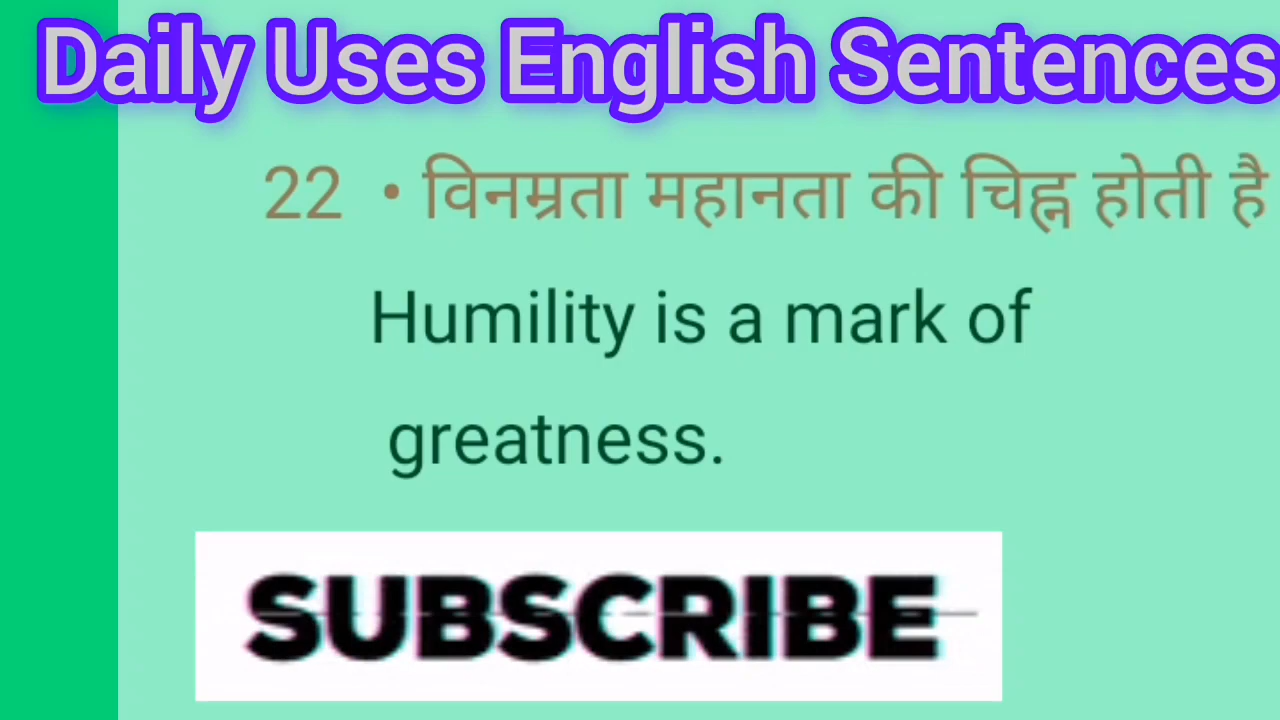 Daily Uses English Sentences
22 • विनम्रता महानता की चिह्न होती है
Humility is a mark of
greatness.
SUBSCRIBE